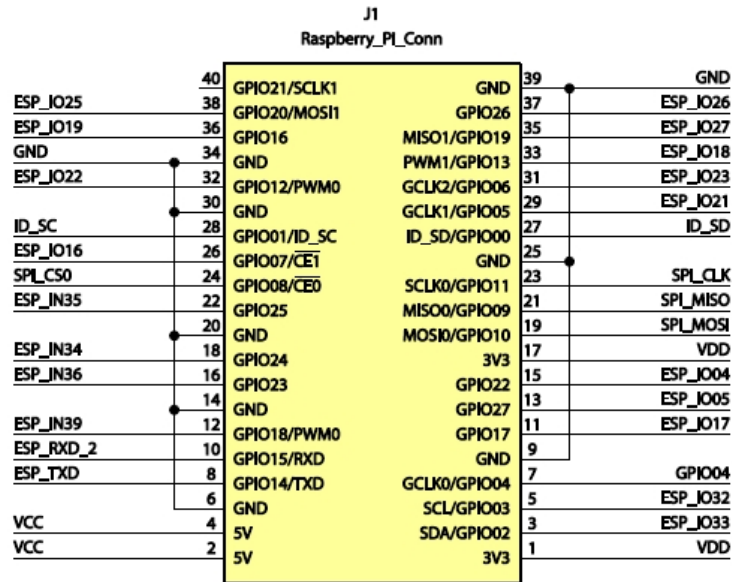 J1
Raspberry_Pi_Conn
40 GPIO21/SCLK1 GND 39 GND
ESP_IO25 38 GPIO20/MOSI1 GPIO26 37 ESP_IO26
ESP_IO19 36 GPIO16 MISO1/GPIO19 35 ESP_IO27
GND 34 GND PWM1/GPIO13 33 ESP_IO18
ESP_IO22 32 GPIO12/PWM0 GCLK2/GPIO06 31 ESP_IO23
30 GND GCLK1/GPIO05 29 ESP_IO21
ID_SC 28 GPIO01/ID_SC ID_SD/GPIO00 27 ID_SD
ESP_IO16 26 GPIO07/CE1 GND 25
SPI_CS0 24 GPIO08/CE0 SCLK0/GPIO11 23 SPI_CLK
ESP_IN35 22 GPIO25 MISO0/GPIO09 21 SPI_MISO
20 GND MOSI0/GPIO10 19 SPI_MOSI
ESP_IN34 18 GPIO24 3V3 17 VDD
ESP_IN36 16 GPIO23 GPIO22 15 ESP_IO04
14 GND GPIO27 13 ESP_IO05
ESP_IN39 12 GPIO18/PWM0 GPIO17 11 ESP_IO17
ESP_RXD_2 10 GPIO15/RXD GND 9
ESP_TXD 8 GPIO14/TXD GCLK0/GPIO04 7 GPIO04
6 GND SCL/GPIO03 5 ESP_IO32
VCC 4 5V SDA/GPIO02 3 ESP_IO33
VCC 2 5V 3V3 1 VDD